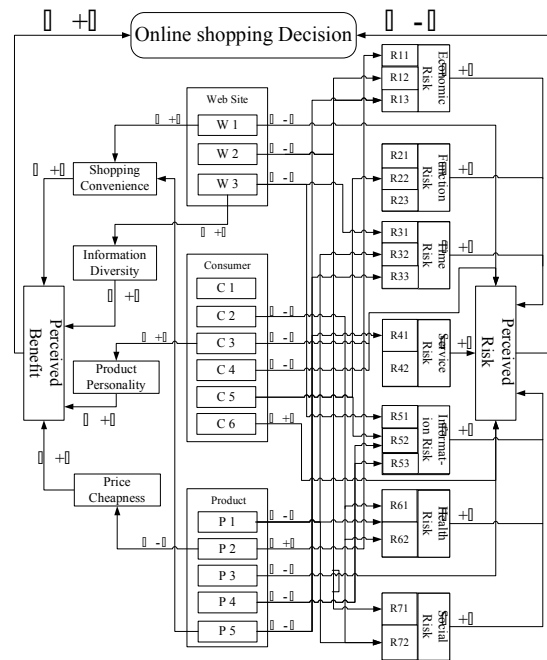 ▯ +▯
Online shopping Decision
▯ -▯
Web Site
W 1
W 2
W 3
▯ +▯
▯ -▯
▯ -▯
▯ -▯
▯ +▯
Shopping
Convenience
▯ +▯
Information
Diversity
▯ +▯
Perceived
Benefit
Product
Personality
▯ +▯
▯ +▯
Price
Cheapness
▯ +▯
▯ -▯
Consumer
C 1
C 2
C 3
C 4
C 5
C 6
▯ -▯
▯ -▯
▯ -▯
▯ -▯
▯ +▯
▯ +▯
Product
P 1
P 2
P 3
P 4
P 5
▯ -▯
▯ +▯
▯ -▯
▯ -▯
▯ -▯
R11
R12
R13
Economic
Risk
▯ +▯
R21
R22
R23
Function
Risk
▯ +▯
R31
R32
R33
Time
Risk
▯ +▯
R41
R42
Service
Risk
▯ +▯
R51
R52
R53
Informat-
ion Risk
▯ +▯
R61
R62
Health
Risk
▯ +▯
R71
R72
Social
Risk
▯ +▯
Perceived
Risk